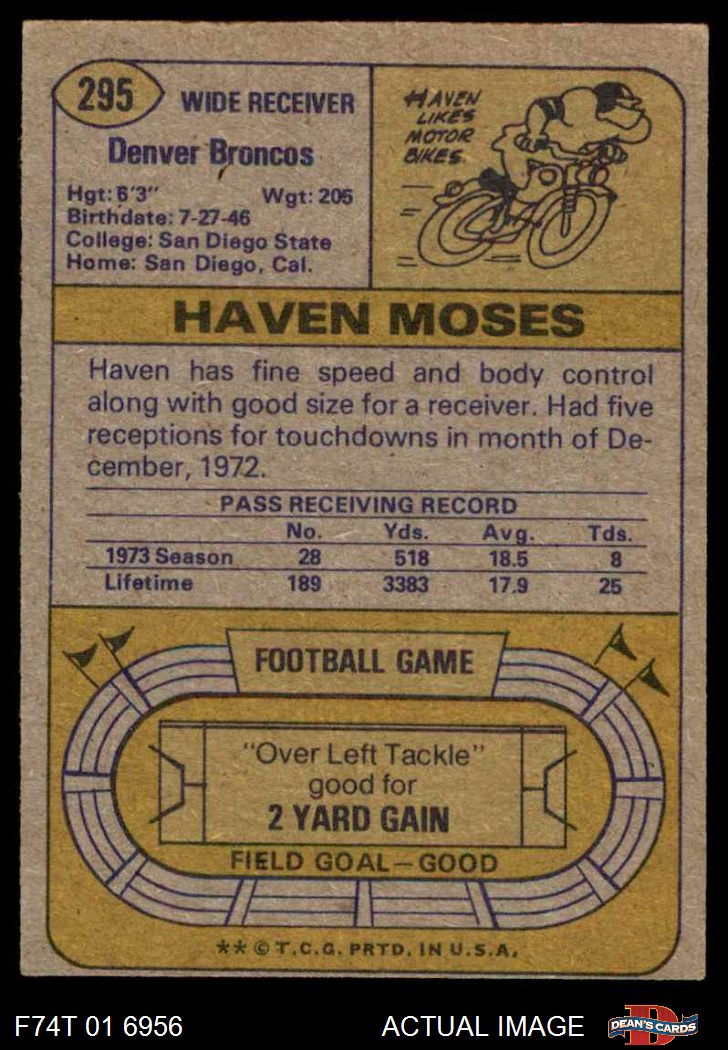 295
WIDE RECEIVER
Denver Broncos
Hgt: 6'3" Wgt: 205
Birthdate: 7-27-46
College: San Diego State
Home: San Diego, Cal.
HAVEN
LIKES
MOTOR
BIKES.
HAVEN MOSES
Haven has fine speed and body control
along with good size for a receiver. Had five
receptions for touchdowns in month of De-
cember, 1972.
PASS RECEIVING RECORD
No. Yds. Avg. Tds.
1973 Season 28 518 18.5 8
Lifetime 189 3383 17.9 25
FOOTBALL GAME
"Over Left Tackle"
good for
2 YARD GAIN
FIELD GOAL—GOOD
** © T.C.G. PRTD. IN U.S.A.
F74T 01 6956
ACTUAL IMAGE
D
DEAN'S CARDS